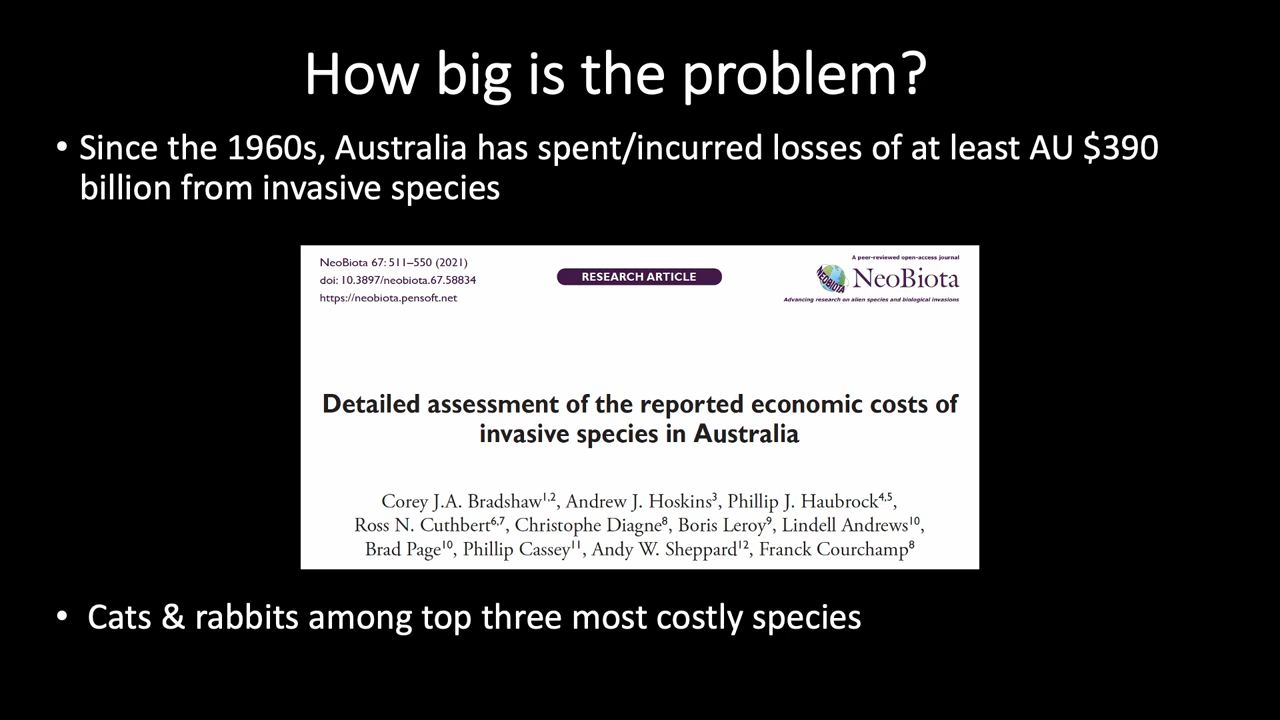 How big is the problem?
• Since the 1960s, Australia has spent/incurred losses of at least AU $390
billion from invasive species
NeoBiota 67: 511–550 (2021)
doi: 10.3897/neobiota.67.58834
https://neobiota.pensoft.net
RESEARCH ARTICLE
A peer-reviewed open-access journal
NEOBIOTA
NeoBiota
Advancing research on alien species and biological invasions
Detailed assessment of the reported economic costs of
invasive species in Australia
Corey J.A. Bradshaw1,2, Andrew J. Hoskins3, Phillip J. Haubrock4,5,
Ross N. Cuthbert6,7, Christophe Diagne8, Boris Leroy9, Lindell Andrews10,
Brad Page10, Phillip Cassey11, Andy W. Sheppard12, Franck Courchamp8
• Cats & rabbits among top three most costly species